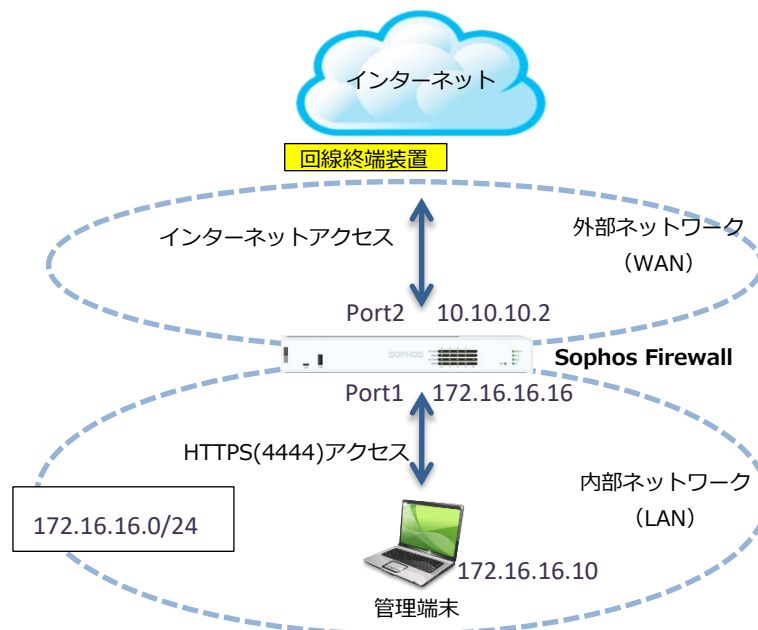 インターネット
回線終端装置
インターネットアクセス
外部ネットワーク
（WAN）
Port2 10.10.10.2
SOPHOS
Sophos Firewall
Port1 172.16.16.16
HTTPS(4444)アクセス
内部ネットワーク
（LAN）
172.16.16.0/24
172.16.16.10
管理端末